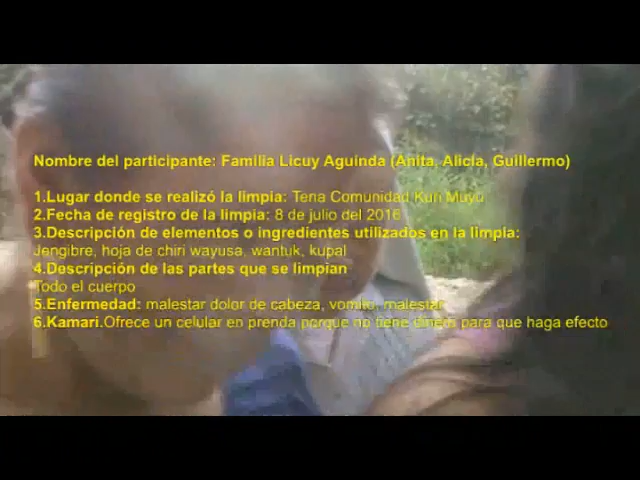 Nombre del participante: Familia Licuy Aguinda (Anita, Alicia, Guillermo)
1.Lugar donde se realizó la limpia: Tena Comunidad Kuri Muyu
2.Fecha de registro de la limpia: 8 de julio del 2016
3.Descripción de elementos o ingredientes utilizados en la limpia:
Jengibre, hoja de chiri wayusa, wantuk, kupal
4.Descripción de las partes que se limpian
Todo el cuerpo
5.Enfermedad: malestar dolor de cabeza, vomito, malestar
6.Kamari.Ofrece un celular en prenda porque no tiene dinero para que haga efecto